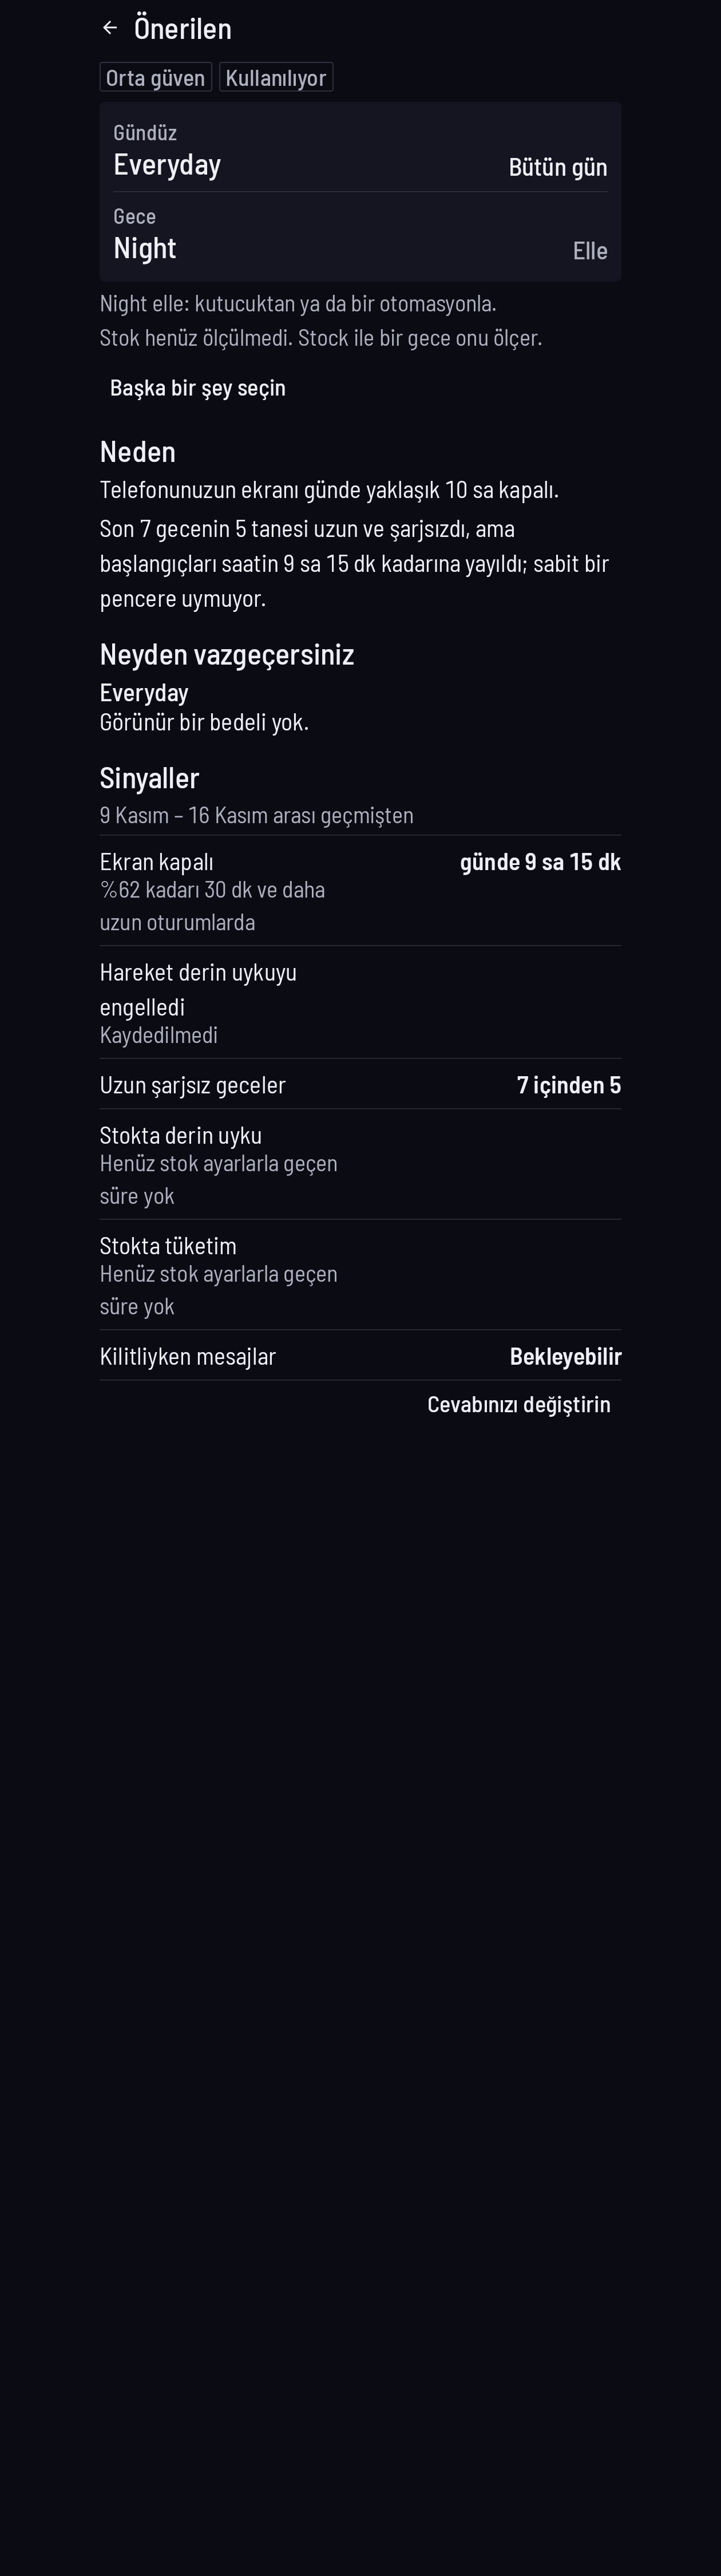 Önerilen
Orta güven
Kullanılıyor
Gündüz
Everyday
Bütün gün
Gece
Night
Elle
Night elle: kutucuktan ya da bir otomasyonla.
Stok henüz ölçülmedi. Stock ile bir gece onu ölçer.
Başka bir şey seçin
Neden
Telefonunuzun ekranı günde yaklaşık 10 sa kapalı.
Son 7 gecenin 5 tanesi uzun ve şarjsızdı, ama
başlangıçları saatin 9 sa 15 dk kadarına yayıldı; sabit bir
pencere uymuyor.
Neyden vazgeçersiniz
Everyday
Görünür bir bedeli yok.
Sinyaller
9 Kasım – 16 Kasım arası geçmişten
Ekran kapalı
günde 9 sa 15 dk
%62 kadarı 30 dk ve daha
uzun oturumlarda
Hareket derin uykuyu
engelledi
Kaydedilmedi
Uzun şarjsız geceler
7 içinden 5
Stokta derin uyku
Henüz stok ayarlarla geçen
süre yok
Stokta tüketim
Henüz stok ayarlarla geçen
süre yok
Kilitliyken mesajlar
Bekleyebilir
Cevabınızı değiştirin